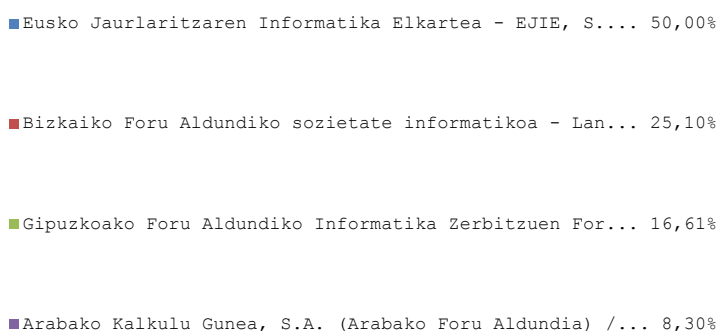 Eusko Jaurlaritzaren Informatika Elkartea - EJIE, S.... 50,00%
Bizkaiko Foru Aldundiko sozietate informatikoa - Lan... 25,10%
Gipuzkoako Foru Aldundiko Informatika Zerbitzuen For... 16,61%
Arabako Kalkulu Gunea, S.A. (Arabako Foru Aldundia) /... 8,30%